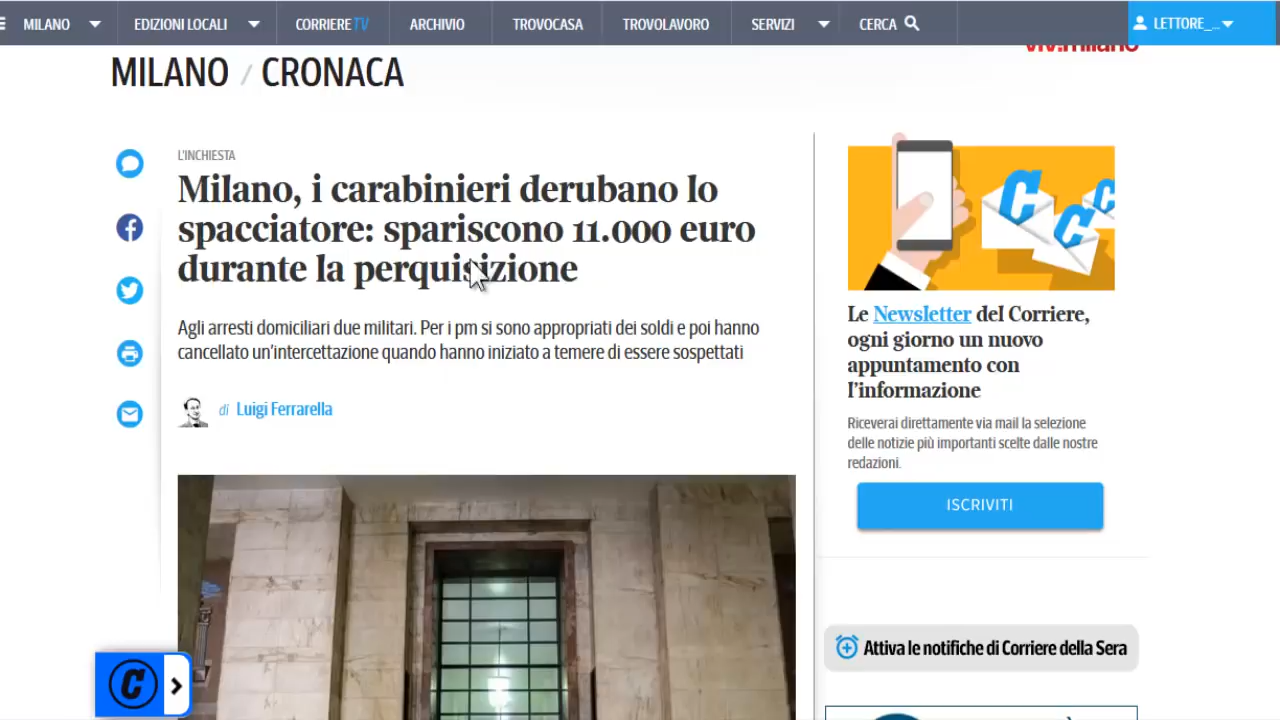 MILANO
EDIZIONI LOCALI
CORRIERETV
ARCHIVIO
TROVOCASA
TROVOLAVORO
SERVIZI
CERCA
LETTORE_...
MILANO / CRONACA
L'INCHIESTA
Milano, i carabinieri derubano lo
spacciatore: spariscono 11.000 euro
durante la perquisizione
Agli arresti domiciliari due militari. Per i pm si sono appropriati dei soldi e poi hanno
cancellato un'intercettazione quando hanno iniziato a temere di essere sospettati
di Luigi Ferrarella
Le Newsletter del Corriere,
ogni giorno un nuovo
appuntamento con
l'informazione
Riceverai direttamente via mail la selezione
delle notizie più importanti scelte dalle nostre
redazioni.
ISCRIVITI
Attiva le notifiche di Corriere della Sera